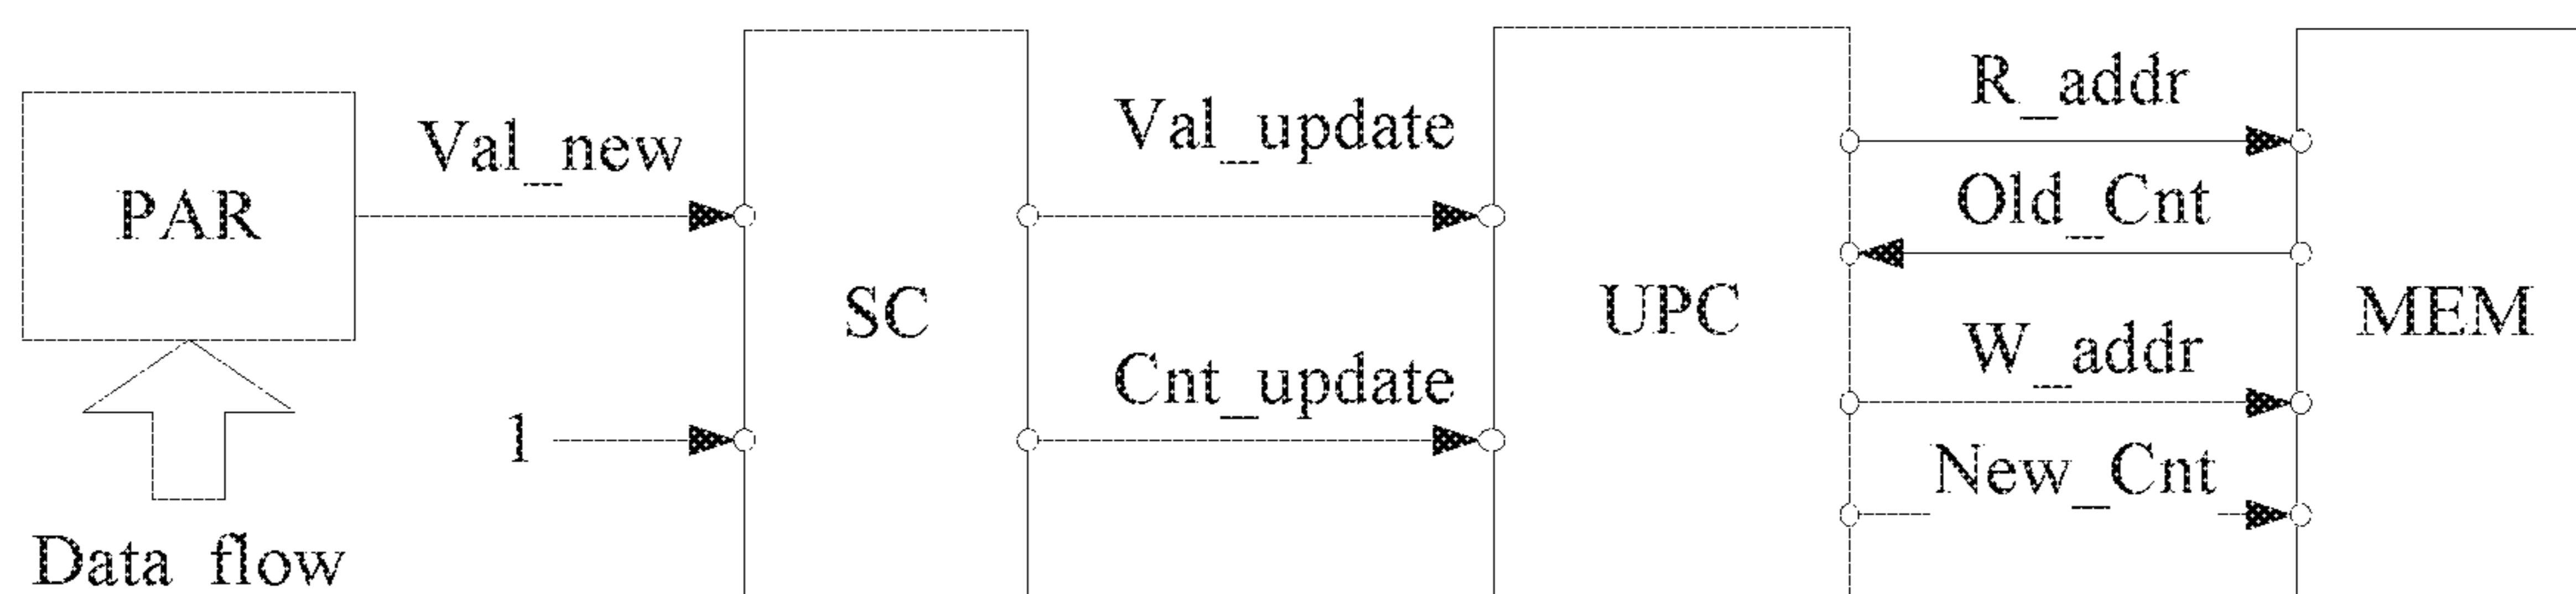 PAR
Data flow
Val_new
1
SC
Val_update
Cnt_update
UPC
R_addr
Old_Cnt
W_addr
New_Cnt
MEM